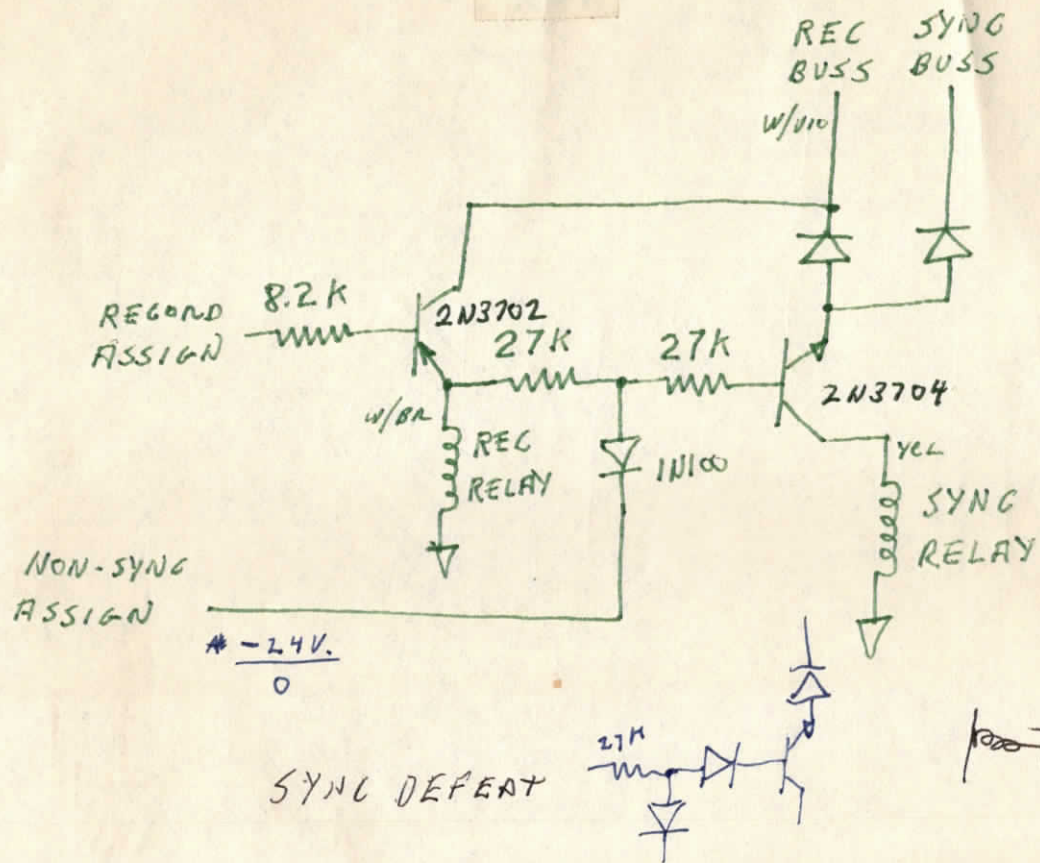 REC BUSS
SYNC BUSS
W/VIO
RECORD ASSIGN
8.2K
2N3702
27K
27K
2N3704
W/BR
REC RELAY
1N100
YEL
SYNC RELAY
NON-SYNC ASSIGN
-24V.
0
27K
SYNC DEFEAT